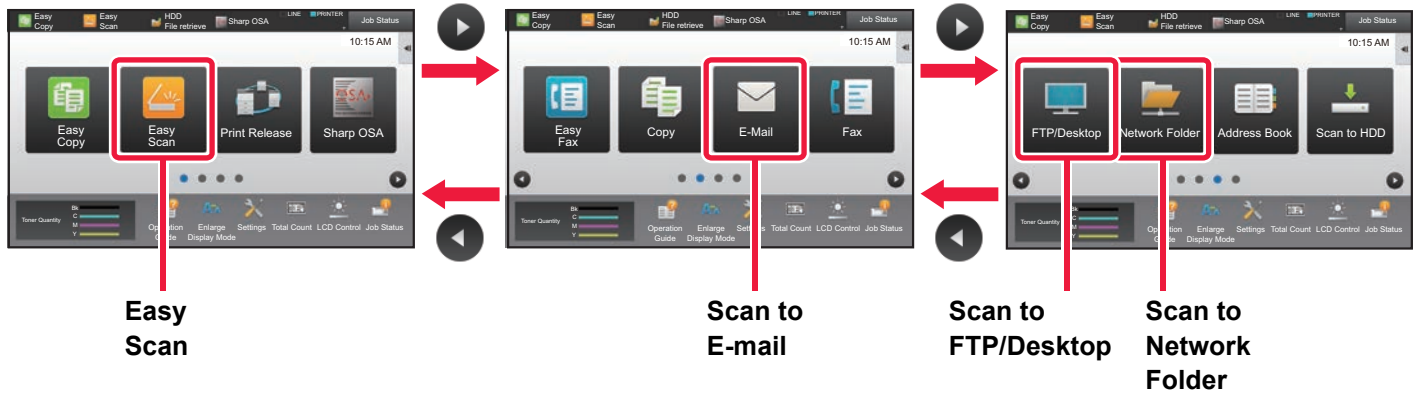 Easy Copy
Easy Scan
HDD File retrieve
Sharp OSA
LINE
PRINTER
Job Status
10:15 AM
Easy Copy
Easy Scan
Print Release
Sharp OSA
Toner Quantity
Bk
C
M
Y
Operation Guide
Enlarge Display Mode
Settings
Total Count
LCD Control
Job Status
Easy Copy
Easy Scan
HDD File retrieve
Sharp OSA
LINE
PRINTER
Job Status
10:15 AM
Easy Fax
Copy
E-Mail
Fax
Toner Quantity
Bk
C
M
Y
Operation Guide
Enlarge Display Mode
Settings
Total Count
LCD Control
Job Status
Easy Copy
Easy Scan
HDD File retrieve
Sharp OSA
LINE
PRINTER
Job Status
10:15 AM
FTP/Desktop
Network Folder
Address Book
Scan to HDD
Toner Quantity
Bk
C
M
Y
Operation Guide
Enlarge Display Mode
Settings
Total Count
LCD Control
Job Status
Easy
Scan
Scan to
E-mail
Scan to
FTP/Desktop
Scan to
Network
Folder